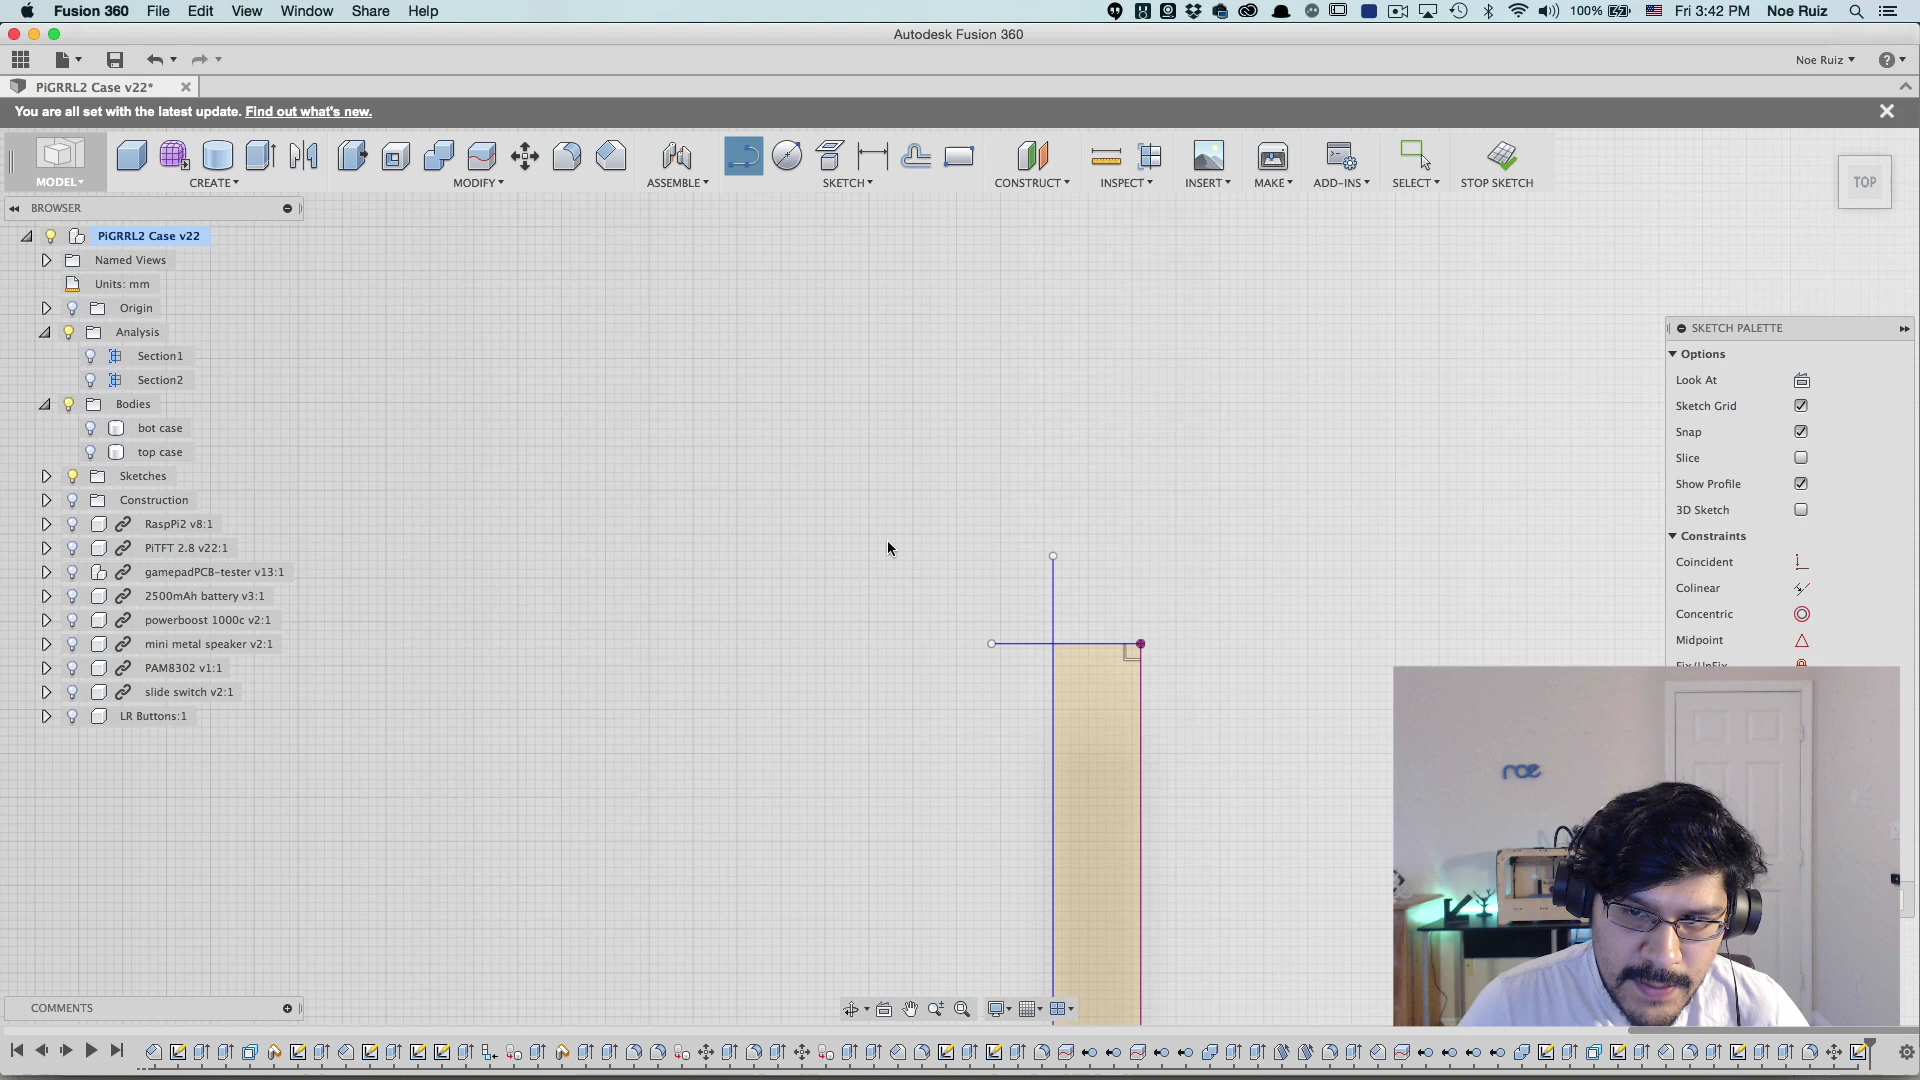 Fusion 360 File Edit View Window Share Help
100% Fri 3:42 PM Noe Ruiz
Autodesk Fusion 360
Noe Ruiz
PiGRRL2 Case v22*
You are all set with the latest update. Find out what's new.
MODEL
CREATE
MODIFY
ASSEMBLE
SKETCH
CONSTRUCT
INSPECT
INSERT
MAKE
ADD-INS
SELECT
STOP SKETCH
TOP
BROWSER
PiGRRL2 Case v22
Named Views
Units: mm
Origin
Analysis
Section1
Section2
Bodies
bot case
top case
Sketches
Construction
RaspPi2 v8:1
PiTFT 2.8 v22:1
gamepadPCB-tester v13:1
2500mAh battery v3:1
powerboost 1000c v2:1
mini metal speaker v2:1
PAM8302 v1:1
slide switch v2:1
LR Buttons:1
SKETCH PALETTE
Options
Look At
Sketch Grid
Snap
Slice
Show Profile
3D Sketch
Constraints
Coincident
Colinear
Concentric
Midpoint
Fix/UnFix
noe
COMMENTS